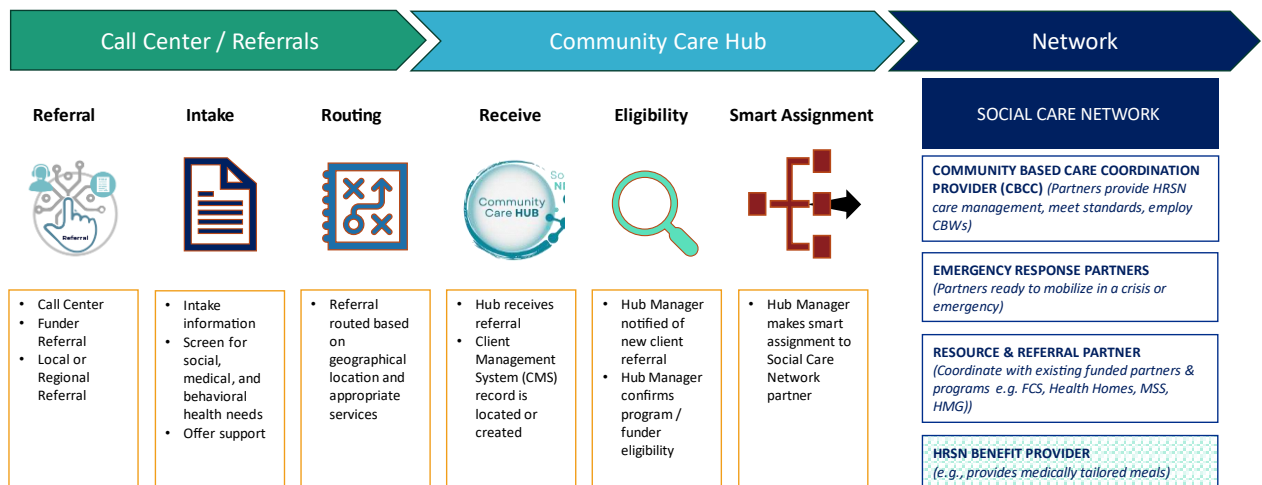 Call Center / Referrals
Community Care Hub
Network
Referral
Intake
Routing
Receive
Eligibility
Smart Assignment
Referral
Community
Care HUB
So
NI
• Call Center
• Funder
Referral
• Local or
Regional
Referral
• Intake
information
• Screen for
social,
medical, and
behavioral
health needs
• Offer support
• Referral
routed based
on
geographical
location and
appropriate
services
• Hub receives
referral
• Client
Management
System (CMS)
record is
located or
created
• Hub Manager
notified of
new client
referral
• Hub Manager
confirms
program /
funder
eligibility
• Hub Manager
makes smart
assignment to
Social Care
Network
partner
SOCIAL CARE NETWORK
COMMUNITY BASED CARE COORDINATION
PROVIDER (CBCC) (Partners provide HRSN
care management, meet standards, employ
CBWs)
EMERGENCY RESPONSE PARTNERS
(Partners ready to mobilize in a crisis or
emergency)
RESOURCE & REFERRAL PARTNER
(Coordinate with existing funded partners &
programs e.g. FCS, Health Homes, MSS,
HMG))
HRSN BENEFIT PROVIDER
(e.g., provides medically tailored meals)